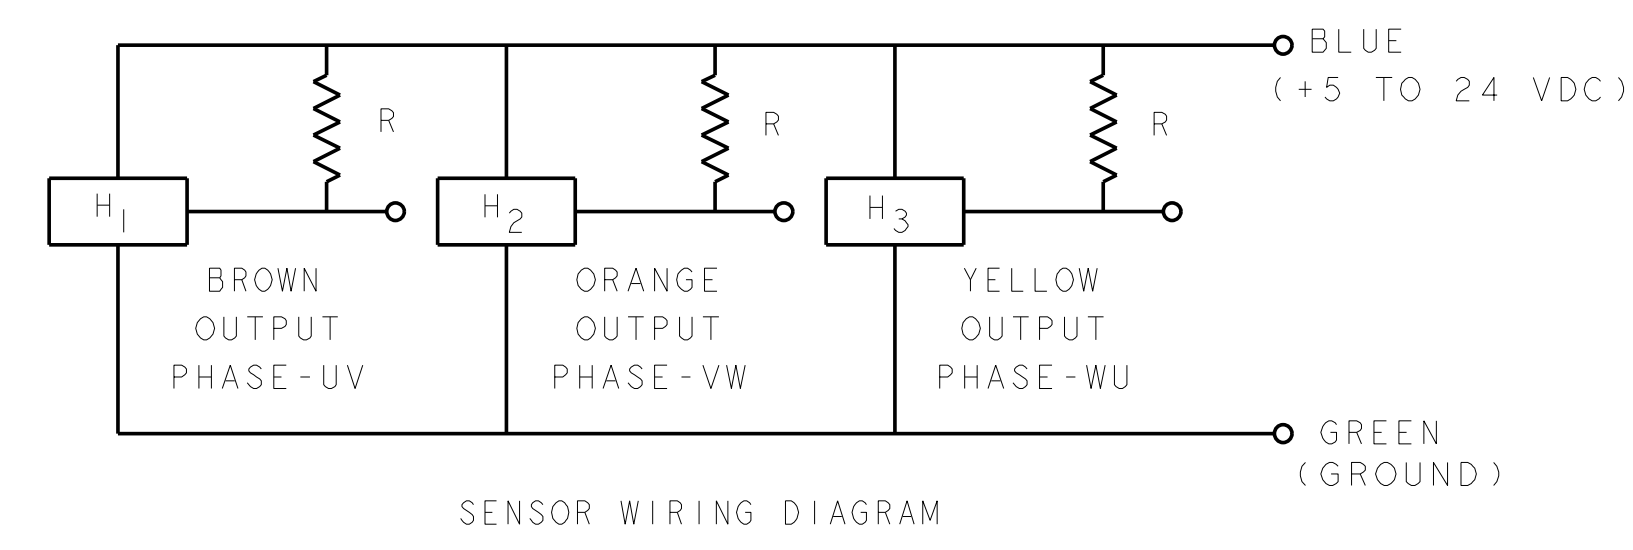 BLUE
(+5 TO 24 VDC)
R
R
R
H1
H2
H3
BROWN
OUTPUT
PHASE-UV
ORANGE
OUTPUT
PHASE-VW
YELLOW
OUTPUT
PHASE-WU
GREEN
(GROUND)
SENSOR WIRING DIAGRAM